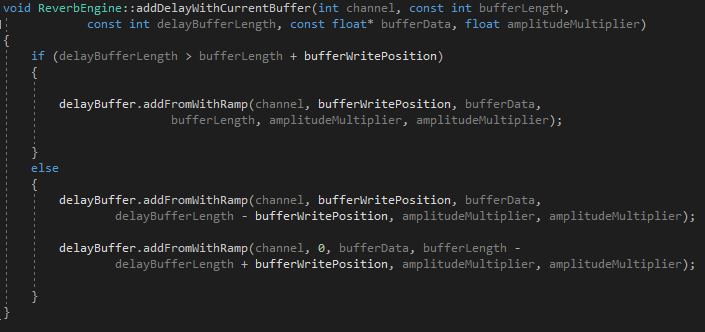 void ReverbEngine::addDelayWithCurrentBuffer(int channel, const int bufferLength,
const int delayBufferLength, const float* bufferData, float amplitudeMultiplier)
{
if (delayBufferLength > bufferLength + bufferWritePosition)
{
delayBuffer.addFromWithRamp(channel, bufferWritePosition, bufferData,
bufferLength, amplitudeMultiplier, amplitudeMultiplier);
}
else
{
delayBuffer.addFromWithRamp(channel, bufferWritePosition, bufferData,
delayBufferLength - bufferWritePosition, amplitudeMultiplier, amplitudeMultiplier);
delayBuffer.addFromWithRamp(channel, 0, bufferData, bufferLength -
delayBufferLength + bufferWritePosition, amplitudeMultiplier, amplitudeMultiplier);
}
}